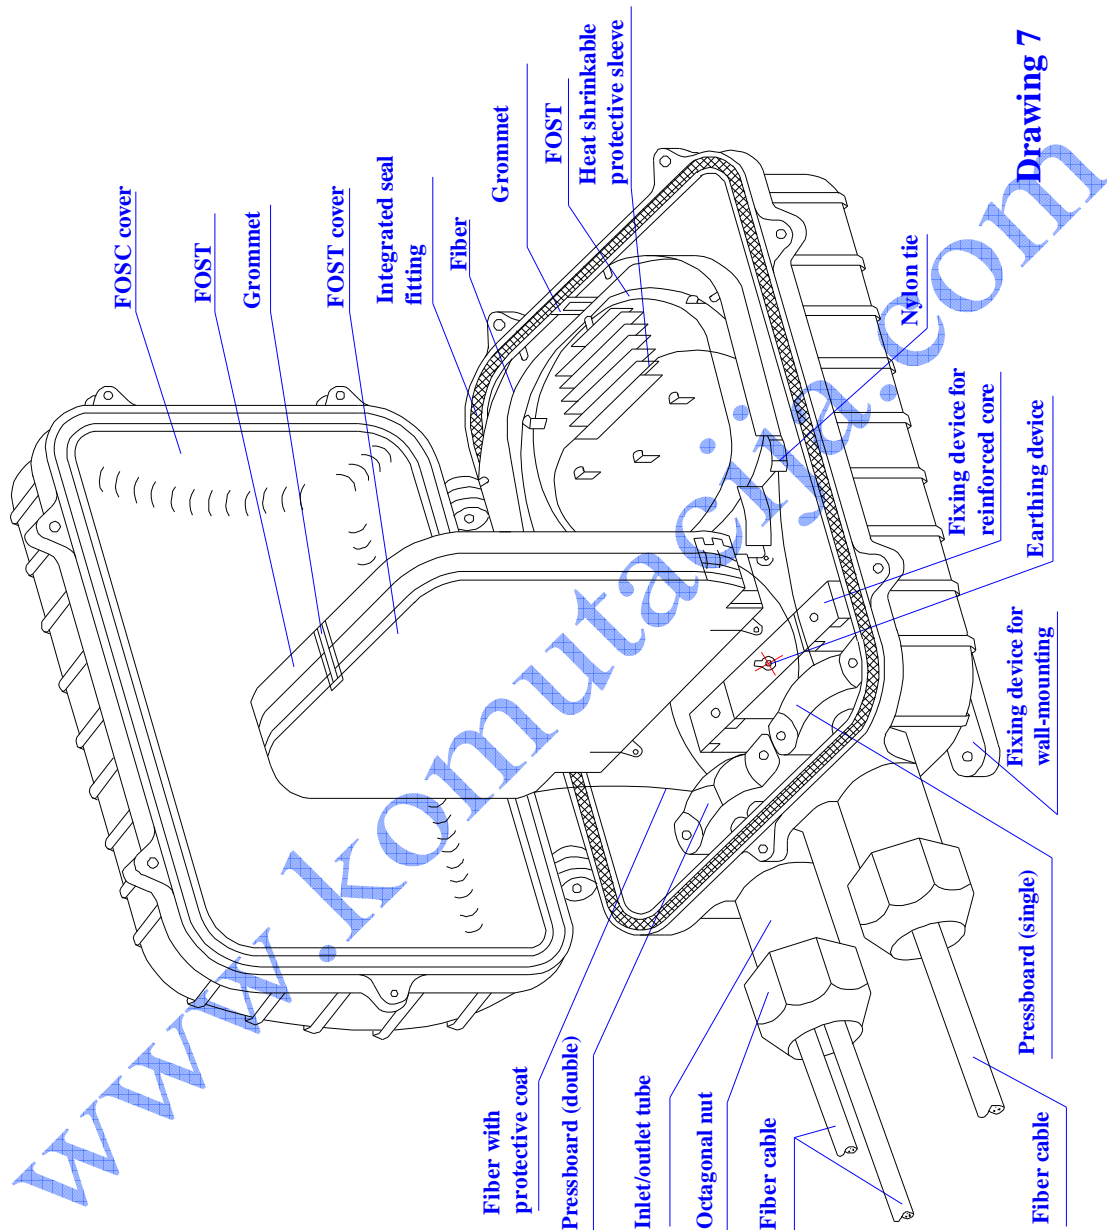 FOSC cover
FOST
Grommet
FOST cover
Integrated seal
fitting
Fiber
Grommet
FOST
Heat shrinkable
protective sleeve
Nylon tie
Fixing device for
reinforced core
Earthing device
Fixing device for
wall-mounting
Fiber with
protective coat
Pressboard (double)
Inlet/outlet tube
Octagonal nut
Fiber cable
Pressboard (single)
Fiber cable
Drawing 7
www.komutacija.com